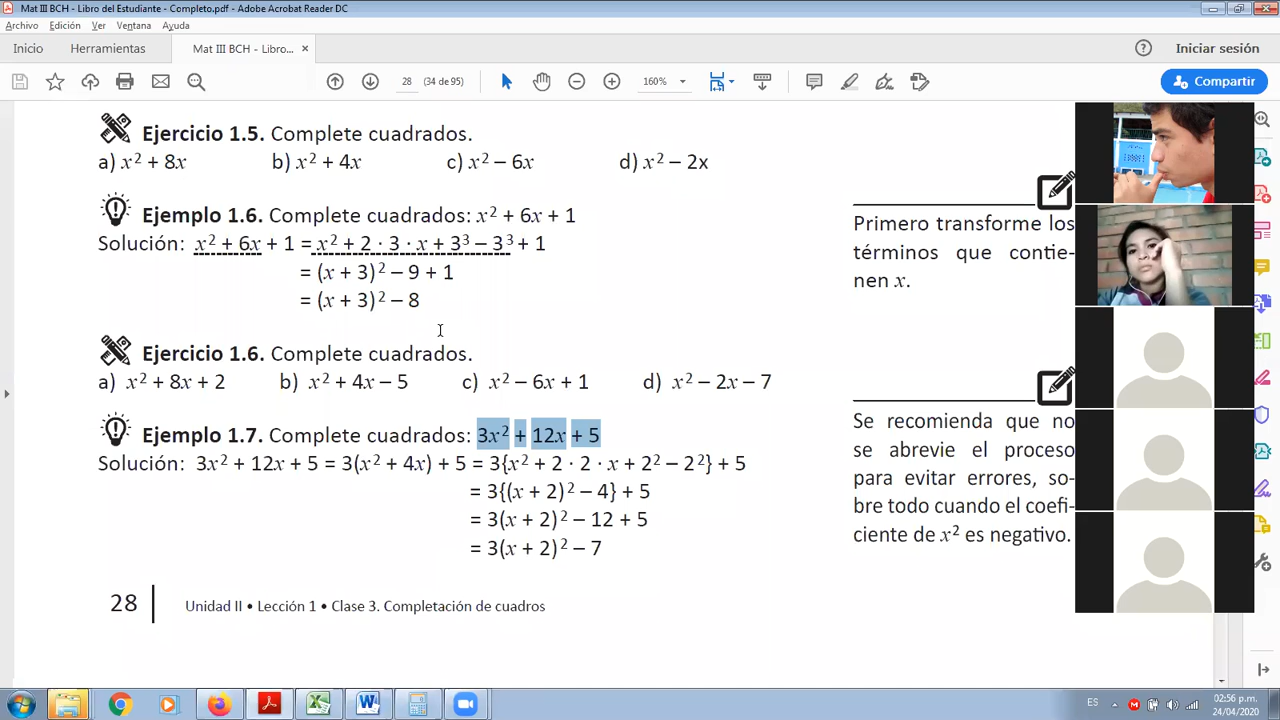 Mat III BCH - Libro del Estudiante - Completo.pdf - Adobe Acrobat Reader DC
Archivo Edición Ver Ventana Ayuda
Inicio Herramientas Mat III BCH - Libro... × Iniciar sesión
28 (34 de 95) 160% Compartir
Ejercicio 1.5. Complete cuadrados.
a) x² + 8x b) x² + 4x c) x² – 6x d) x² – 2x
Ejemplo 1.6. Complete cuadrados: x² + 6x + 1
Solución: x² + 6x + 1 = x² + 2 · 3 · x + 3³ – 3³ + 1
= (x + 3)² – 9 + 1
= (x + 3)² – 8
Primero transforme los
términos que contie-
nen x.
Ejercicio 1.6. Complete cuadrados.
a) x² + 8x + 2 b) x² + 4x – 5 c) x² – 6x + 1 d) x² – 2x – 7
Ejemplo 1.7. Complete cuadrados: 3x² + 12x + 5
Solución: 3x² + 12x + 5 = 3(x² + 4x) + 5 = 3{x² + 2 · 2 · x + 2² – 2²} + 5
= 3{(x + 2)² – 4} + 5
= 3(x + 2)² – 12 + 5
= 3(x + 2)² – 7
Se recomienda que no
se abrevie el proceso
para evitar errores, so-
bre todo cuando el coefi-
ciente de x² es negativo.
28 Unidad II • Lección 1 • Clase 3. Completación de cuadros
ES 02:56 p.m.
24/04/2020